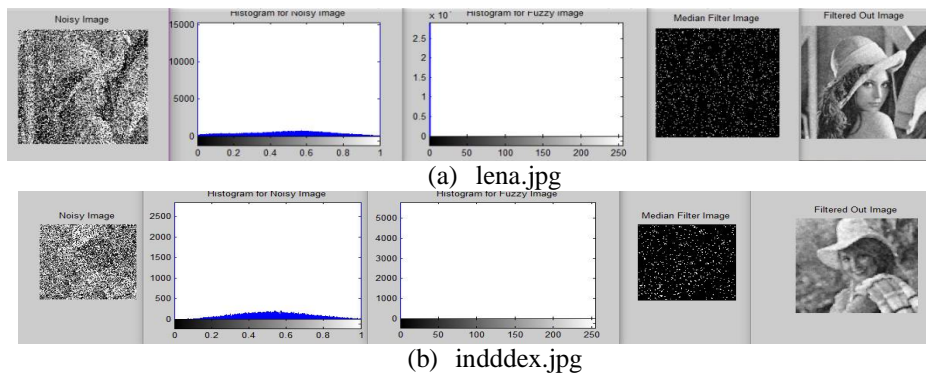 Noisy Image
Histogram for Noisy Image
15000
10000
5000
0
0 0.2 0.4 0.6 0.8 1
Histogram for Fuzzy Image
2.5
2
1.5
1
0.5
0
0 50 100 150 200 250
Median Filter Image
Filtered Out Image
(a) lena.jpg
Noisy Image
Histogram for Noisy Image
2500
2000
1500
1000
500
0
0 0.2 0.4 0.6 0.8 1
Histogram for Fuzzy Image
5000
4000
3000
2000
1000
0
0 50 100 150 200 250
Median Filter Image
Filtered Out Image
(b) indddex.jpg